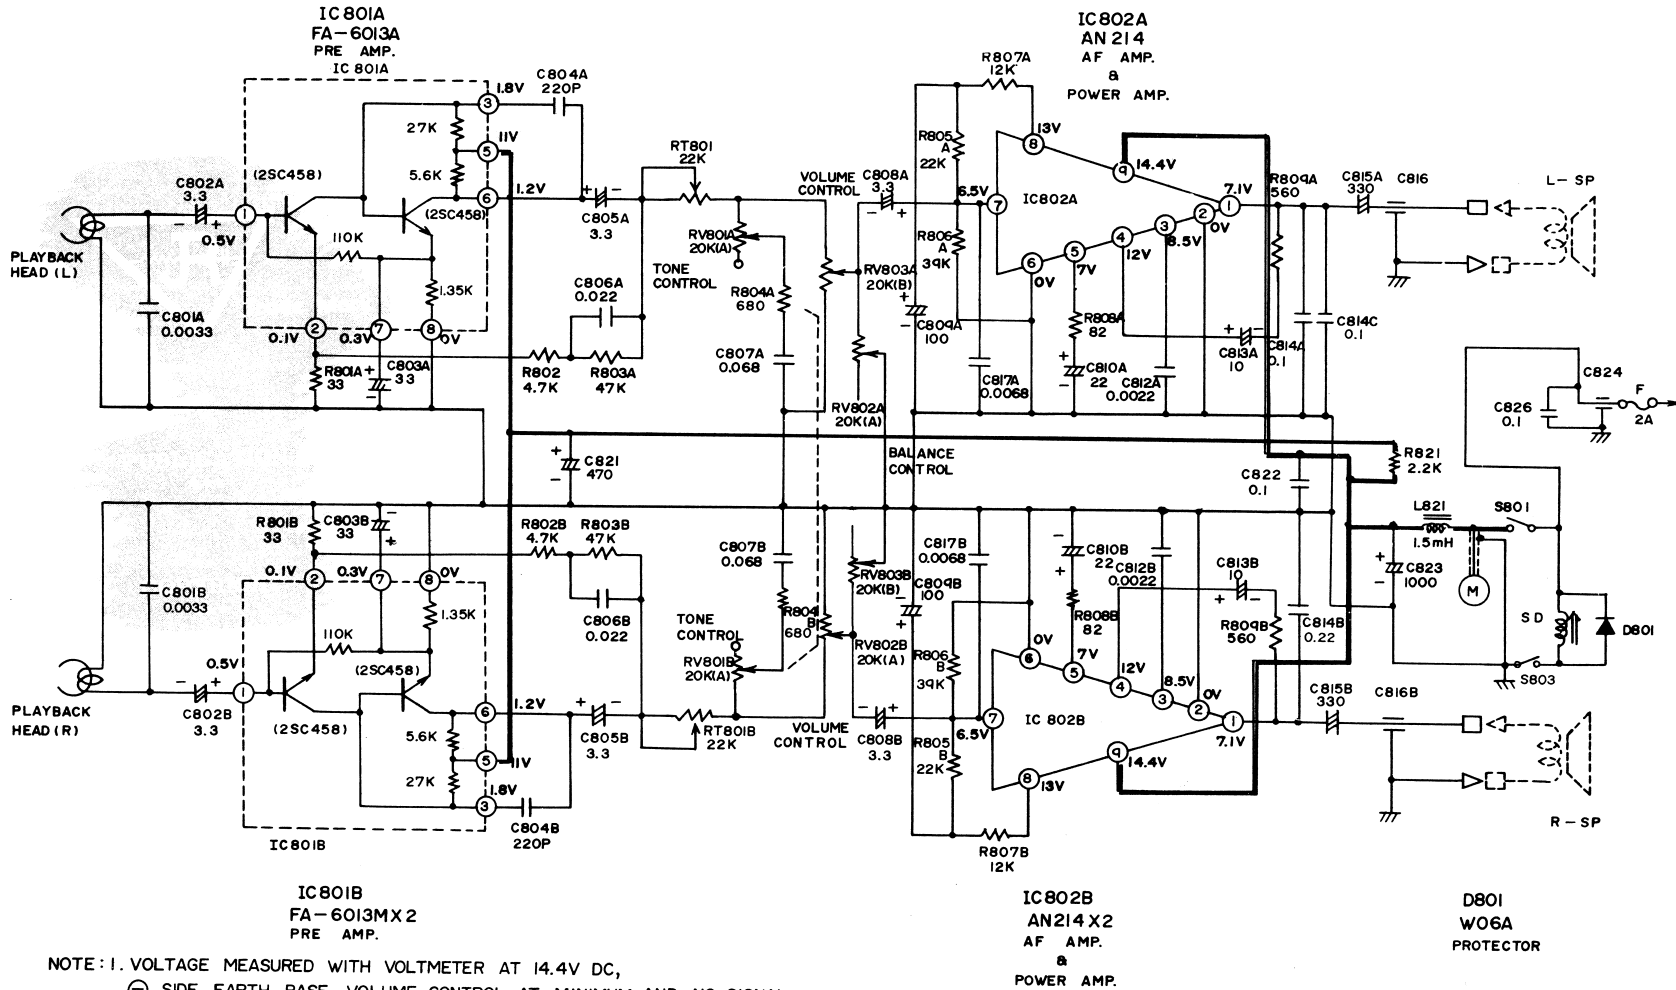 IC801A
FA-6013A
PRE AMP.
IC 801A
IC802A
AN 214
AF AMP.
&
POWER AMP.
R807A
12K
C804A
220P
1.8V
3
27K
11V
5
5.6K
6
1.2V
(2SC458)
(2SC458)
C802A
3.3
- +
0.5V
1
110K
1.35K
PLAYBACK
HEAD (L)
C801A
0.0033
2
7
8
0.1V
0.3V
0V
R801A
33
C803A
33
+
-
+ -
C805A
3.3
RT801
22K
RV801A
20K(A)
TONE
CONTROL
C806A
0.022
R802
4.7K
R803A
47K
R804A
680
C807A
0.068
VOLUME
CONTROL
C808A
3.3
- +
RV803A
20K(B)
RV802A
20K(A)
BALANCE
CONTROL
R805
A
22K
R806
A
39K
6.5V
7
IC802A
13V
8
9
14.4V
7.1V
1
2
0V
3
8.5V
4
12V
5
7V
6
0V
+
-
C809A
100
C817A
0.0068
R808A
82
+
-
C810A
22
C812A
0.0022
+ -
C813A
10
C814A
0.1
C814C
0.1
R809A
560
C815A
330
C816
L-SP
C824
C826
0.1
F
2A
R821
2.2K
C822
0.1
L821
1.5mH
S801
+
-
C823
1000
M
SD
D801
S803
+
-
C821
470
R801B
33
C803B
33
-
+
C801B
0.0033
0.1V
2
0.3V
7
8
0V
1.35K
110K
(2SC458)
(2SC458)
0.5V
1
- +
C802B
3.3
PLAYBACK
HEAD (R)
6
1.2V
5.6K
5
11V
27K
1.8V
3
C804B
220P
IC801B
+ -
C805B
3.3
R802B
4.7K
R803B
47K
C806B
0.022
RT801B
22K
TONE
CONTROL
RV801B
20K(A)
C807B
0.068
R804
B
680
RV803B
20K(B)
RV802B
20K(A)
VOLUME
CONTROL
- +
C808B
3.3
C809B
100
-
+
C817B
0.0068
R806
B
39K
R805
B
22K
6.5V
7
IC 802B
0V
6
7V
5
12V
4
8.5V
3
0V
2
1
7.1V
9
14.4V
8
13V
-
+
C810B
22
R808B
82
C812B
0.0022
C813B
10
+ -
R809B
560
C814B
0.22
C815B
330
C816B
R-SP
R807B
12K
IC801B
FA-6013MX2
PRE AMP.
IC802B
AN214X2
AF AMP.
&
POWER AMP.
D801
W06A
PROTECTOR
NOTE: 1. VOLTAGE MEASURED WITH VOLTMETER AT 14.4V DC,
⊖ SIDE EARTH BASE, VOLUME CONTROL AT MINIMUM AND NO SIGNAL